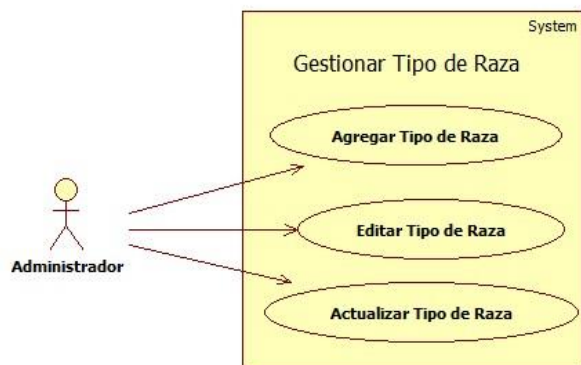 System
Gestionar Tipo de Raza
Agregar Tipo de Raza
Editar Tipo de Raza
Administrador
Actualizar Tipo de Raza